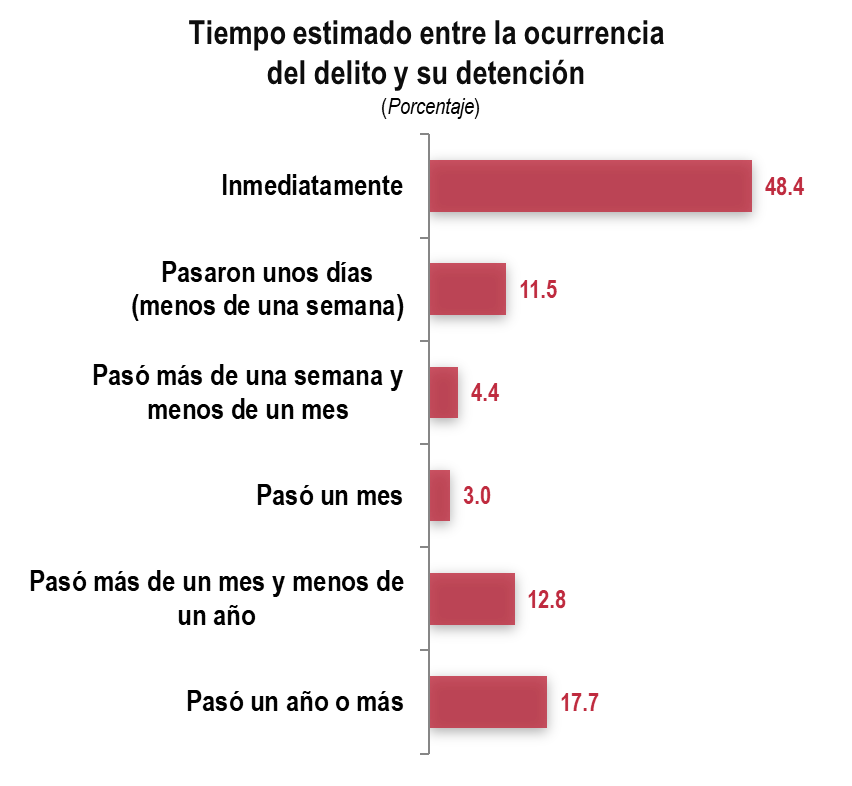 Tiempo estimado entre la ocurrencia
del delito y su detención
(Porcentaje)
Inmediatamente
48.4
Pasaron unos días
(menos de una semana)
11.5
Pasó más de una semana y
menos de un mes
4.4
Pasó un mes
3.0
Pasó más de un mes y menos de
un año
12.8
Pasó un año o más
17.7